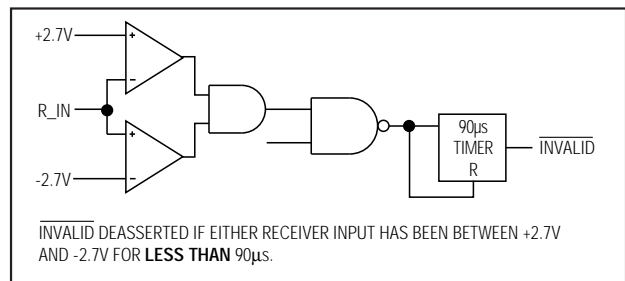 +2.7V
R_IN
-2.7V
90µs
TIMER
R
INVALID
INVALID DEASSERTED IF EITHER RECEIVER INPUT HAS BEEN BETWEEN +2.7V
AND -2.7V FOR LESS THAN 90µs.